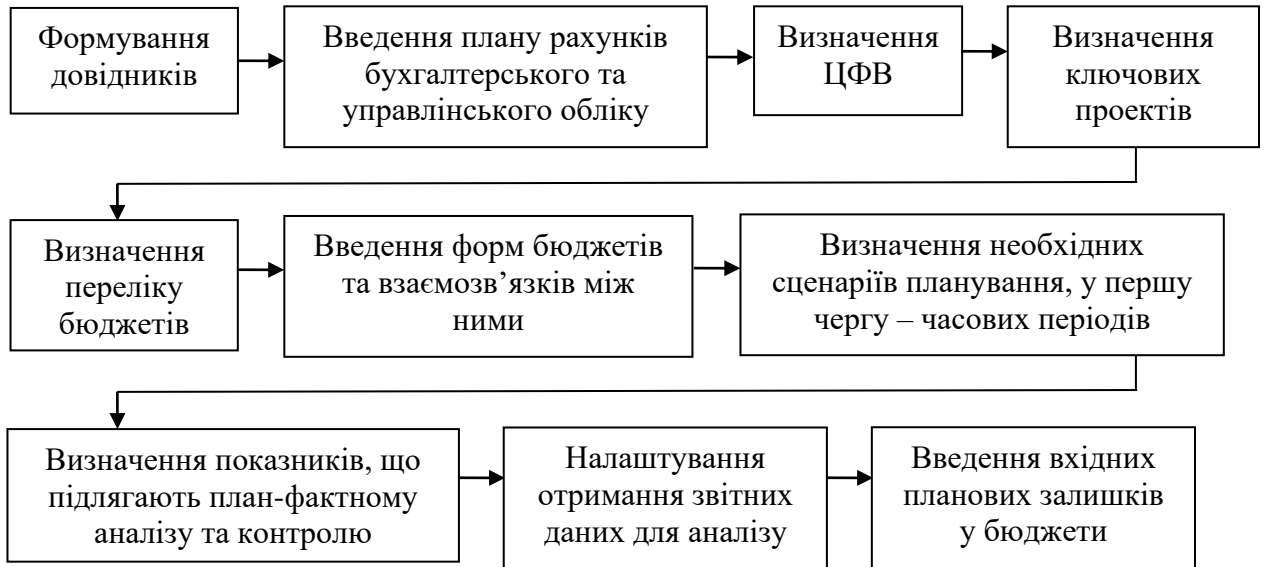 Формування
довідників
Введення плану рахунків
бухгалтерського та
управлінського обліку
Визначення
ЦФВ
Визначення
ключових
проектів
Визначення
переліку
бюджетів
Введення форм бюджетів
та взаємозв’язків між
ними
Визначення необхідних
сценаріїв планування, у першу
чергу – часових періодів
Визначення показників, що
підлягають план-фактному
аналізу та контролю
Налаштування
отримання звітних
даних для аналізу
Введення вхідних
планових залишків
у бюджети